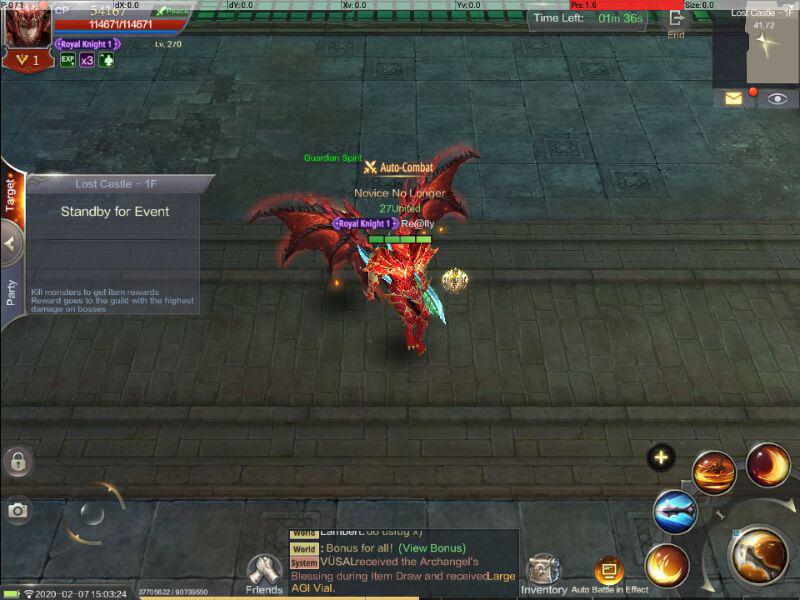 P: 0 / 1
dX: 0.0
dY: 0.0
Xv: 0.0
Yv: 0.0
Prs: 1.0
Size: 0.0
CP 54167
Peace
114671/114671
Royal Knight 1
Lv. 270
V 1
EXP
x3
Time Left: 01m 36s
End
Lost Castle - 1F
41,72
Guardian Spirit
Auto-Combat
Novice No Longer
27United
Royal Knight 1 Re@lly
Target
Party
Lost Castle - 1F
Standby for Event
Kill monsters to get item rewards
Reward goes to the guild with the highest
damage on bosses
World Lambert:
World : Bonus for all! (View Bonus)
System VÜSALreceived the Archangel's
Blessing during Item Draw and receivedLarge
AGI Vial.
Friends
Inventory
Auto Battle in Effect
2020-02-07 15:03:24
37705622 / 90739550